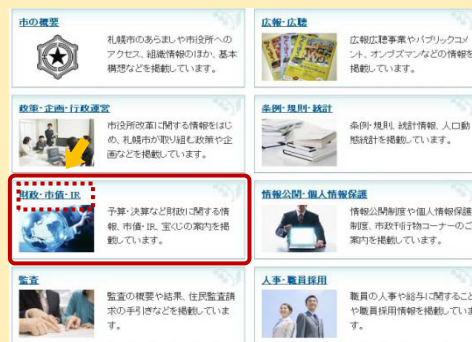 市の概要
札幌市のあらましや市役所への
アクセス、組織情報のほか、基本
構想などを掲載しています。
広報・広聴
広報広聴事業やパブリックコメ
ント、オンブズマンなどの情報を
掲載しています。
政策・企画・行政運営
市役所改革に関する情報をはじ
め、札幌市が取り組む政策や企
画などを掲載しています。
条例・規則・統計
条例・規則、統計情報、人口動
態統計を掲載しています。
財政・市債・IR
予算・決算など財政に関する情
報、市債・IR、宝くじの案内を掲
載しています。
情報公開・個人情報保護
情報公開制度や個人情報保護
制度、市政刊行物コーナーのご
案内を掲載しています。
監査
監査の概要や結果、住民監査請
求の手引きなどを掲載していま
す。
人事・職員採用
職員の人事や給与に関すること
や職員採用情報を掲載していま
す。